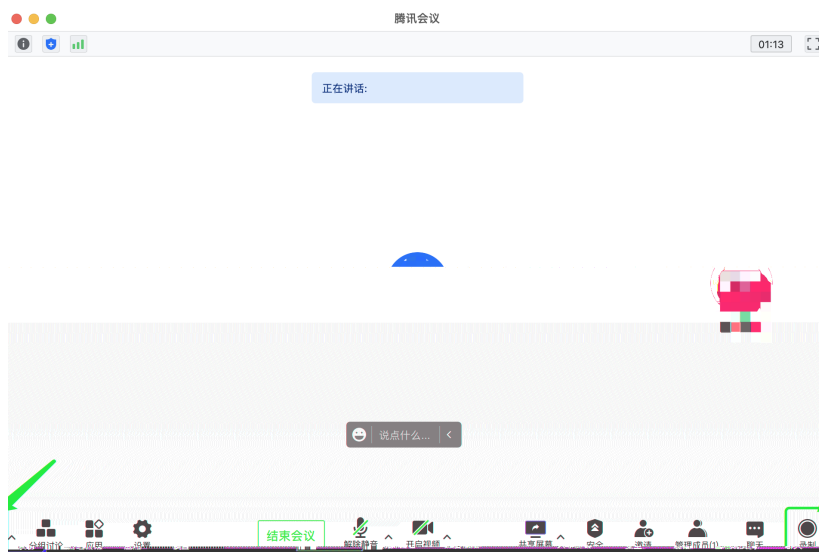 腾讯会议
01:13
正在讲话:
说点什么...
结束会议
分组讨论
应用
设置
解除静音
开启视频
共享屏幕
安全
邀请
管理成员(1)
聊天
录制